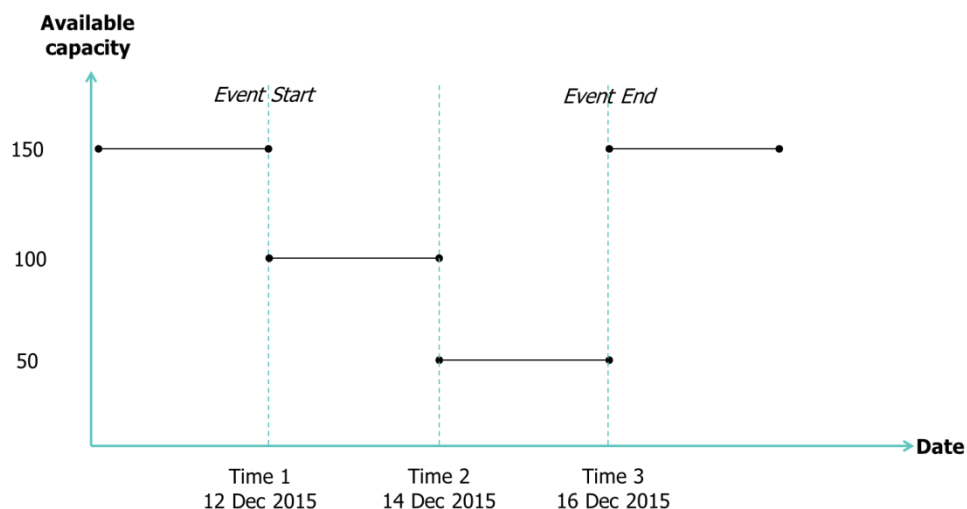 Available
capacity
Event Start
Event End
150
100
50
Date
Time 1
12 Dec 2015
Time 2
14 Dec 2015
Time 3
16 Dec 2015